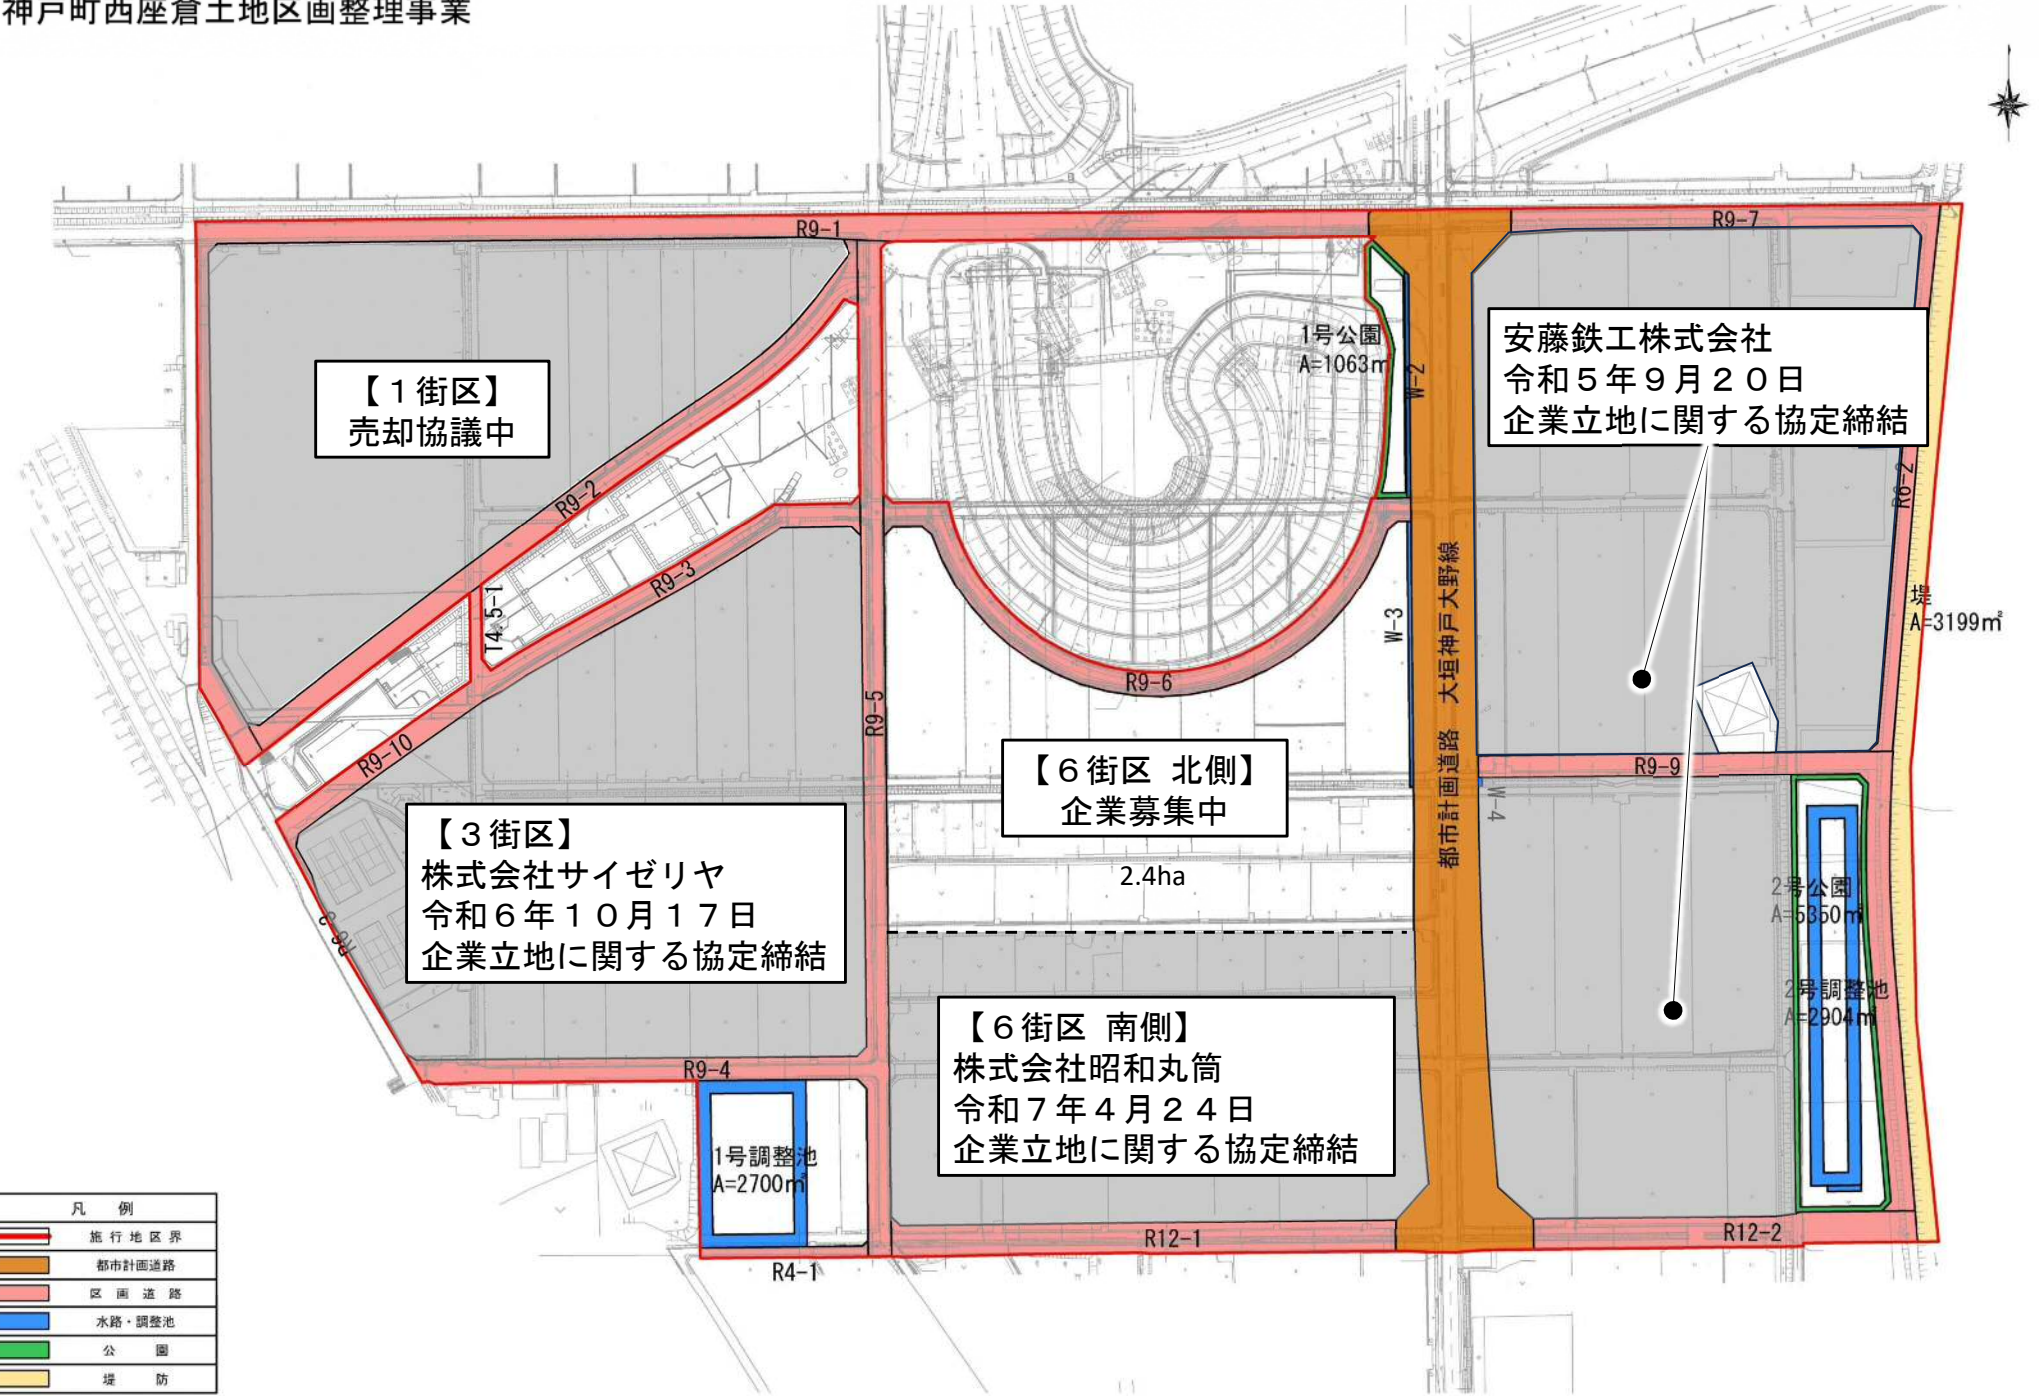 神戸町西座倉土地区画整理事業
R9-1
R9-7
【１街区】
売却協議中
1号公園
A=1063㎡
W-2
安藤鉄工株式会社
令和５年９月２０日
企業立地に関する協定締結
R6-2
R9-2
R9-3
T4.5-1
W-3
都市計画道路　大垣神戸大野線
堤
A=3199㎡
R9-6
R9-5
R9-10
【６街区 北側】
企業募集中
2.4ha
R9-9
W-4
【３街区】
株式会社サイゼリヤ
令和６年１０月１７日
企業立地に関する協定締結
2号公園
A=5350㎡
2号調整池
A=2904㎡
【６街区 南側】
株式会社昭和丸筒
令和７年４月２４日
企業立地に関する協定締結
R9-4
1号調整池
A=2700㎡
R12-1
R12-2
R4-1
凡例
施行地区界
都市計画道路
区画道路
水路・調整池
公園
堤防